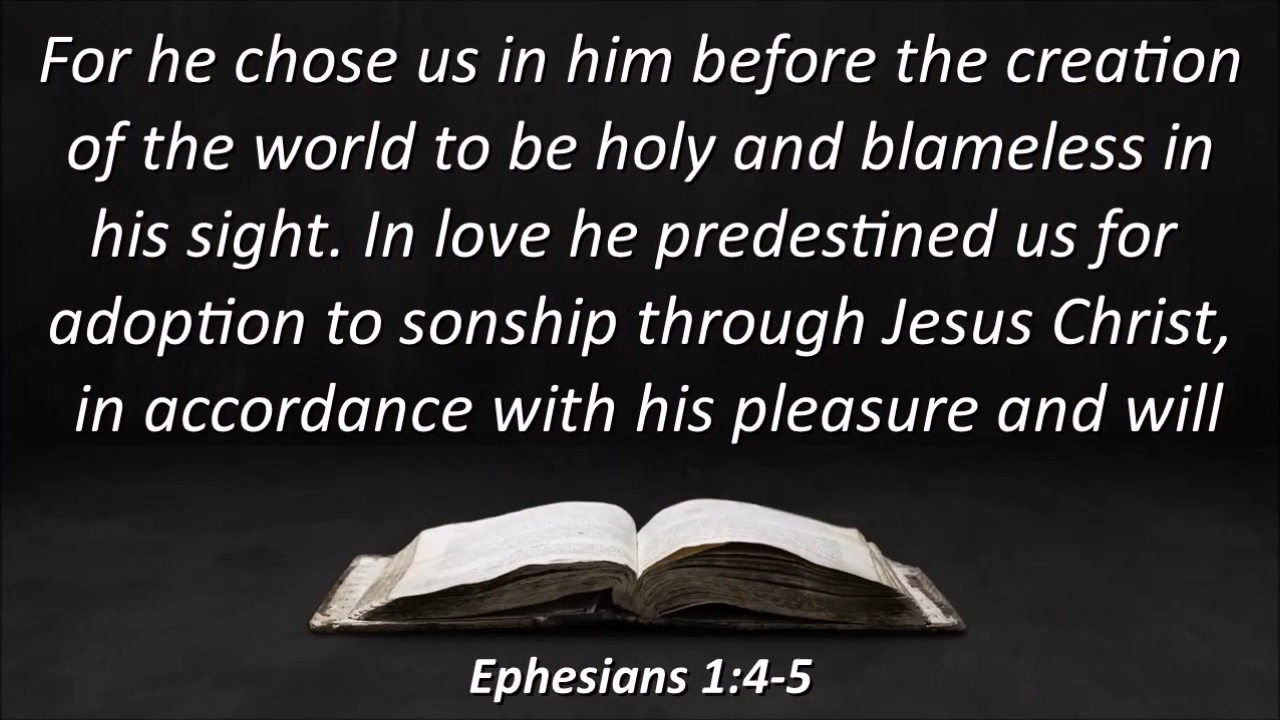 For he chose us in him before the creation
of the world to be holy and blameless in
his sight. In love he predestined us for
adoption to sonship through Jesus Christ,
in accordance with his pleasure and will
Ephesians 1:4-5